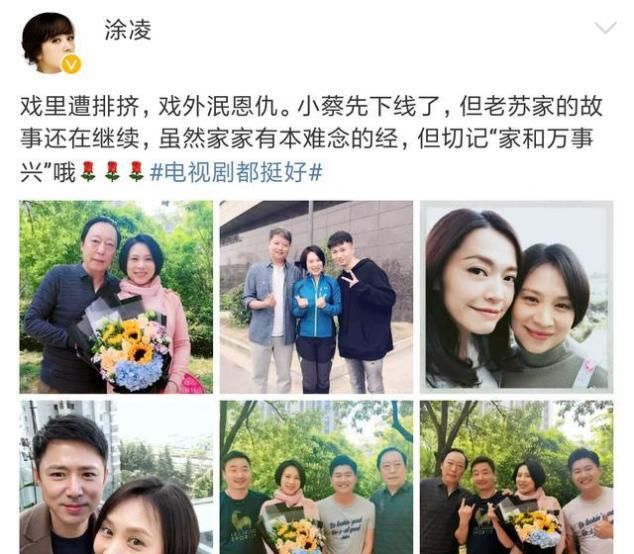 涂凌
戏里遭排挤，戏外泯恩仇。小蔡先下线了，但老苏家的故
事还在继续，虽然家家有本难念的经，但切记“家和万事
兴”哦🌹🌹🌹#电视剧都挺好#